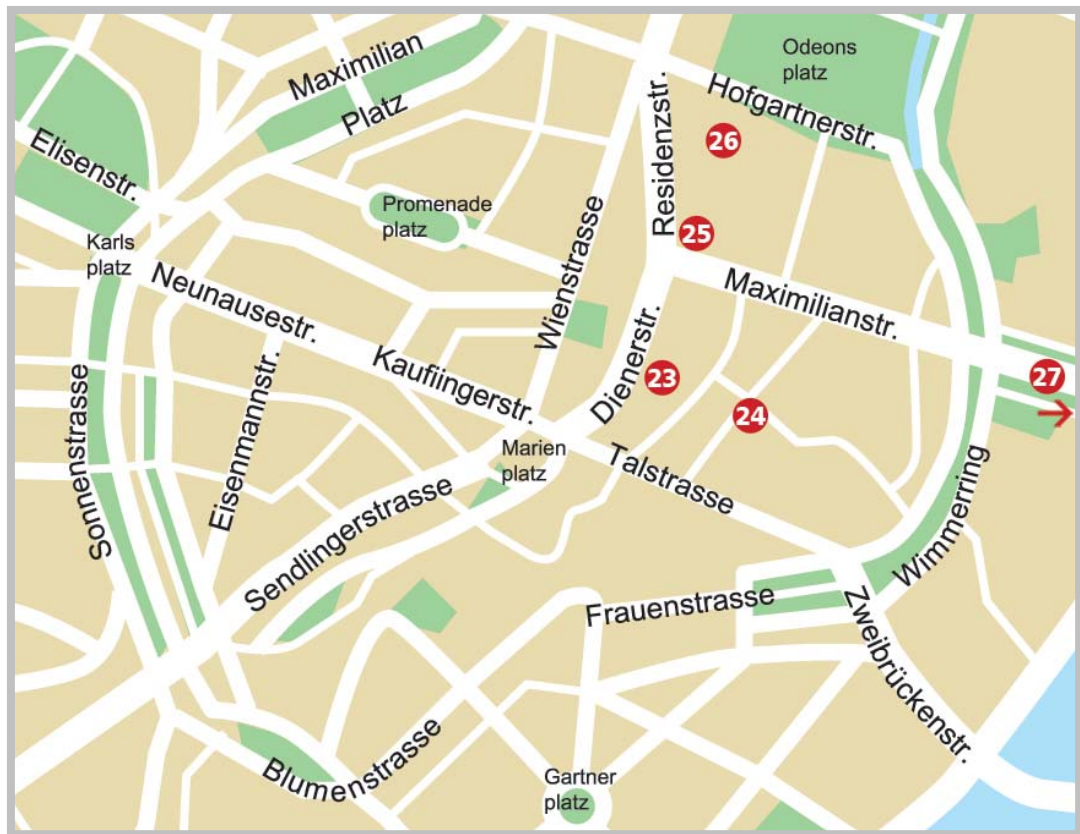 Odeons
platz
Maximilian
Platz
Hofgartnerstr.
Elisenstr.
Residenzstr.
26
Promenade
platz
Wienstrasse
25
Karls
platz
Neunausestr.
Maximilianstr.
Kaufiingerstr.
Dienerstr.
23
27
Eisenmannstr.
24
Sonnenstrasse
Marien
platz
Talstrasse
Sendlingerstrasse
Wimmerring
Frauenstrasse
Zweibrückenstr.
Blumenstrasse
Gartner
platz